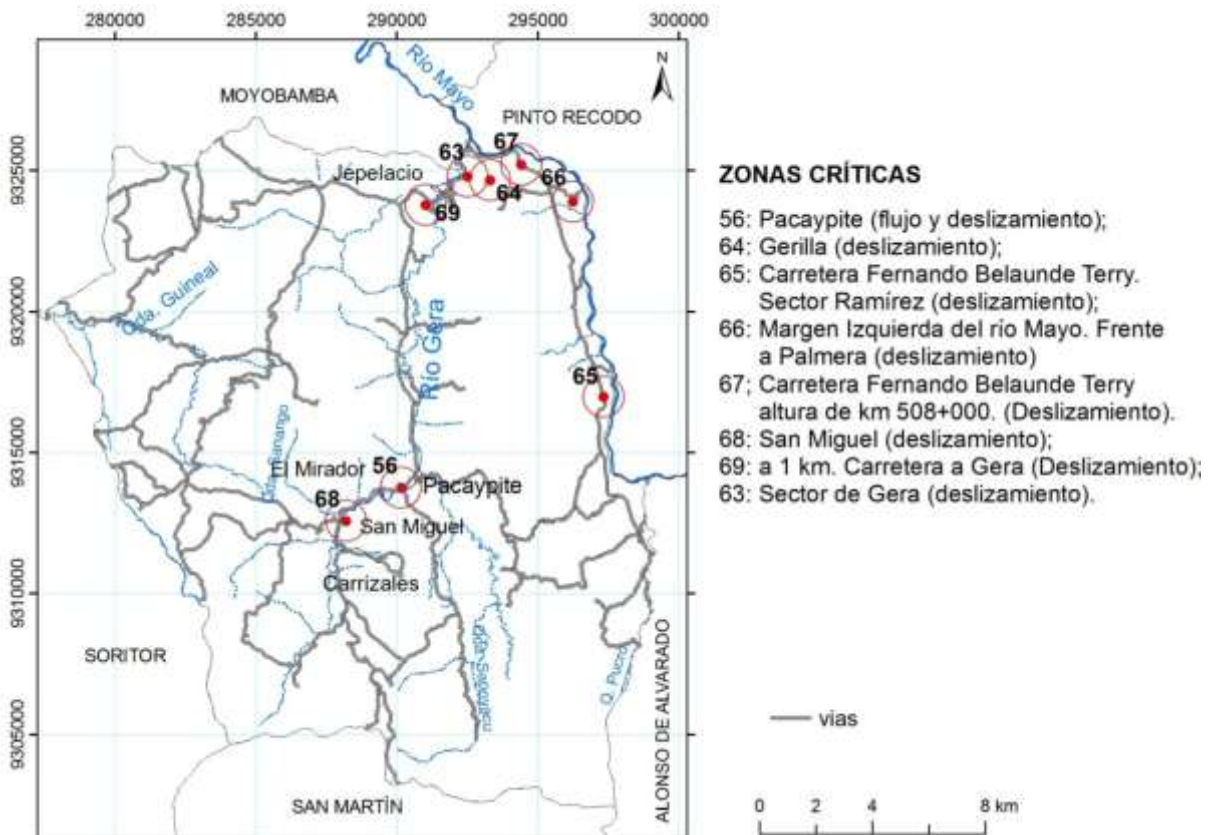 280000
285000
290000
295000
300000
Río Mayo
N
MOYOBAMBA
PINTO RECODO
67
63
9325000
Jepelacio
66
64
69
Qda. Guineal
9320000
Río Gera
65
9315000
El Mirador
56
Pacaypite
68
San Miguel
9310000
Carrizales
SORITOR
ALONSO DE ALVARADO
Q. Pucro
9305000
SAN MARTÍN
ZONAS CRÍTICAS
56: Pacaypite (flujo y deslizamiento);
64: Gerilla (deslizamiento);
65: Carretera Fernando Belaunde Terry.
Sector Ramírez (deslizamiento);
66: Margen Izquierda del río Mayo. Frente
a Palmera (deslizamiento)
67; Carretera Fernando Belaunde Terry
altura de km 508+000. (Deslizamiento).
68: San Miguel (deslizamiento);
69: a 1 km. Carretera a Gera (Deslizamiento);
63: Sector de Gera (deslizamiento).
vias
0 2 4 8 km